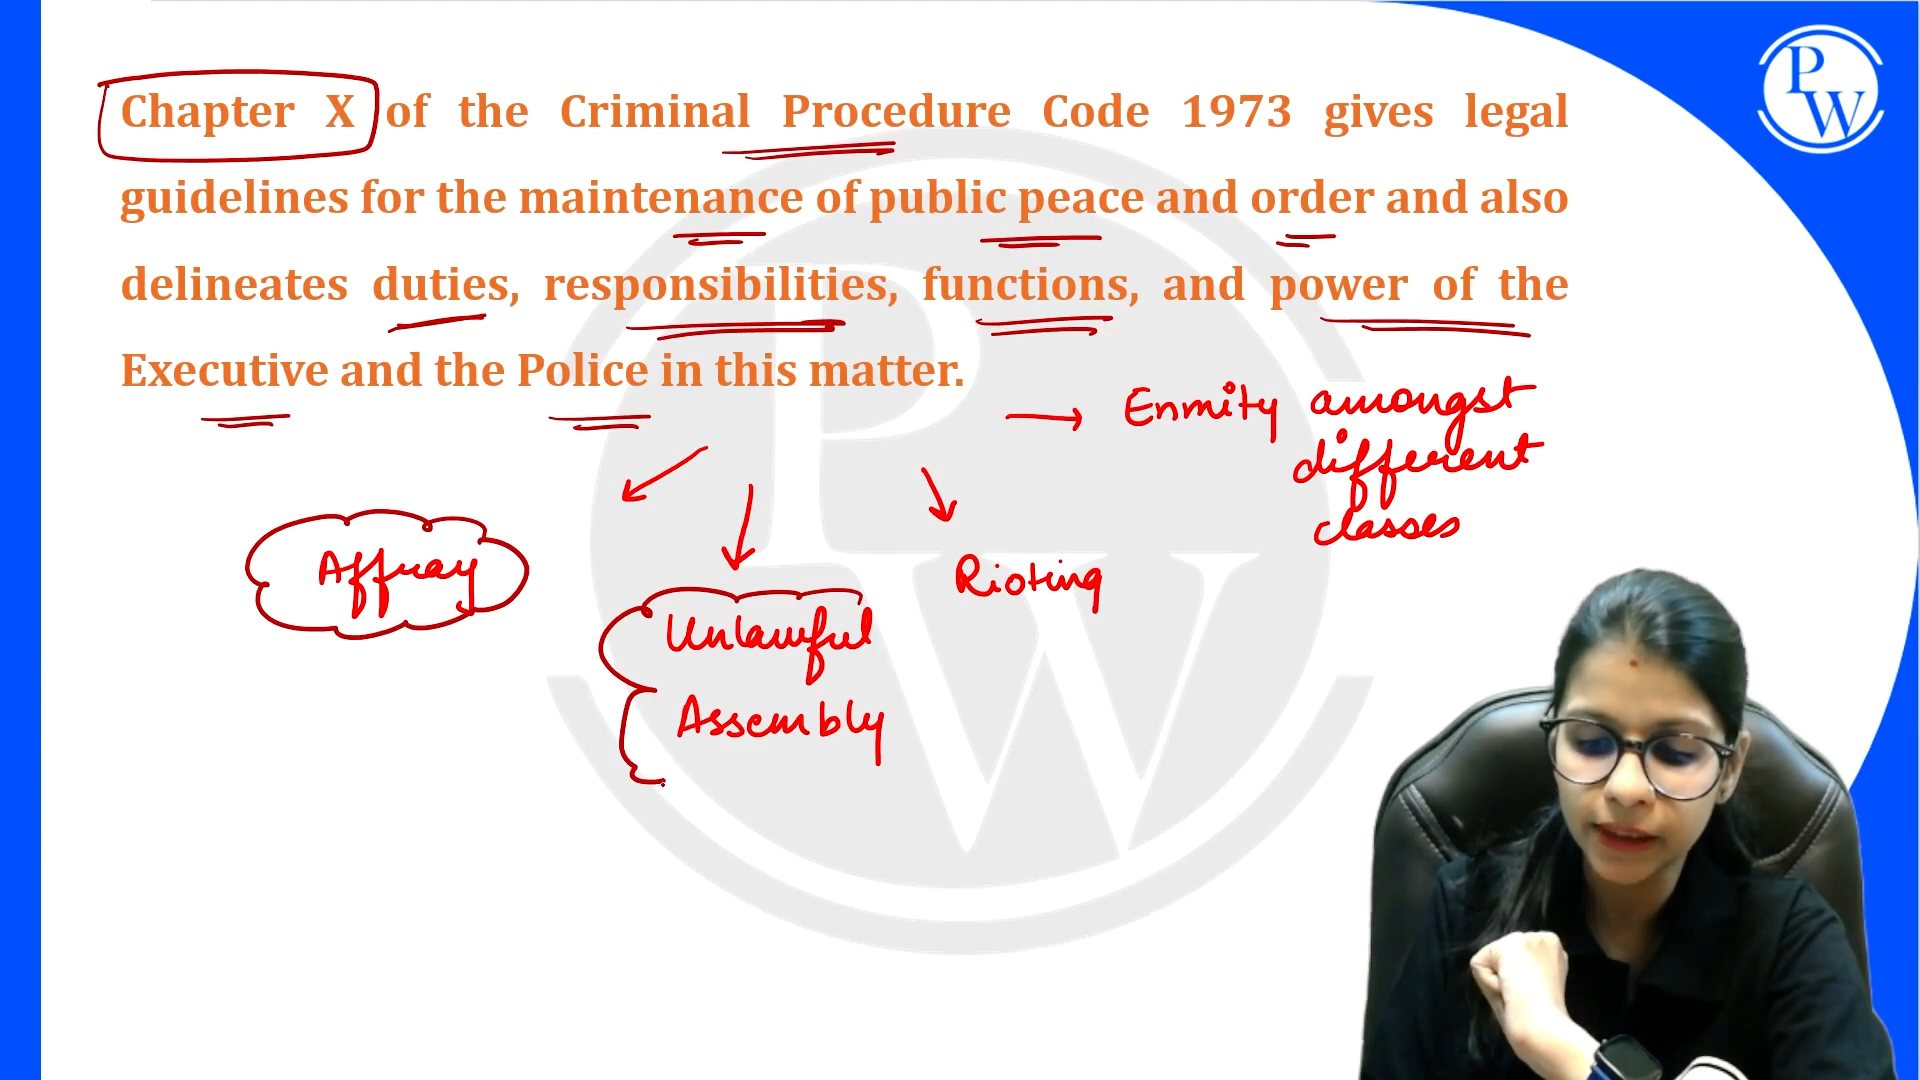 Chapter X of the Criminal Procedure Code 1973 gives legal
guidelines for the maintenance of public peace and order and also
delineates duties, responsibilities, functions, and power of the
Executive and the Police in this matter.
Enmity amongst
different
classes
Affray
Rioting
Unlawful
Assembly
PW
PW